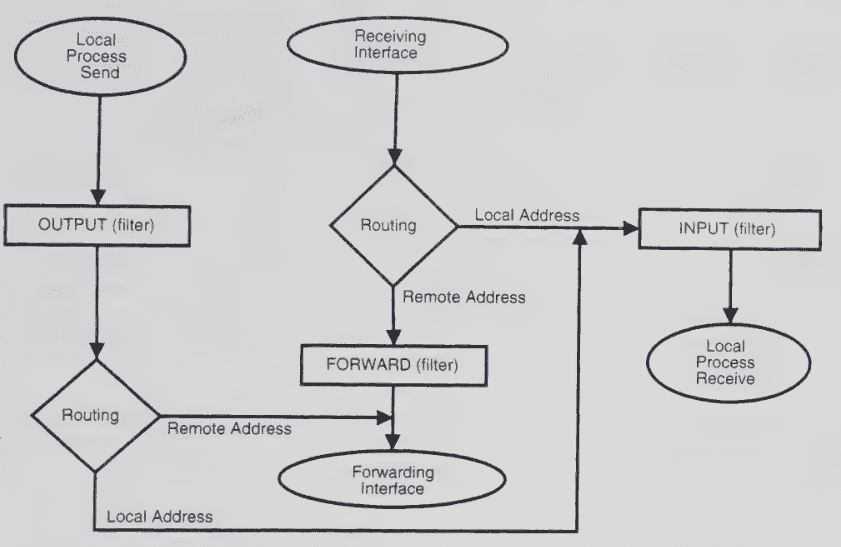 Local
Process
Send
Receiving
Interface
OUTPUT (filter)
Routing
Local Address
INPUT (filter)
Remote Address
FORWARD (filter)
Local
Process
Receive
Routing
Remote Address
Forwarding
Interface
Local Address